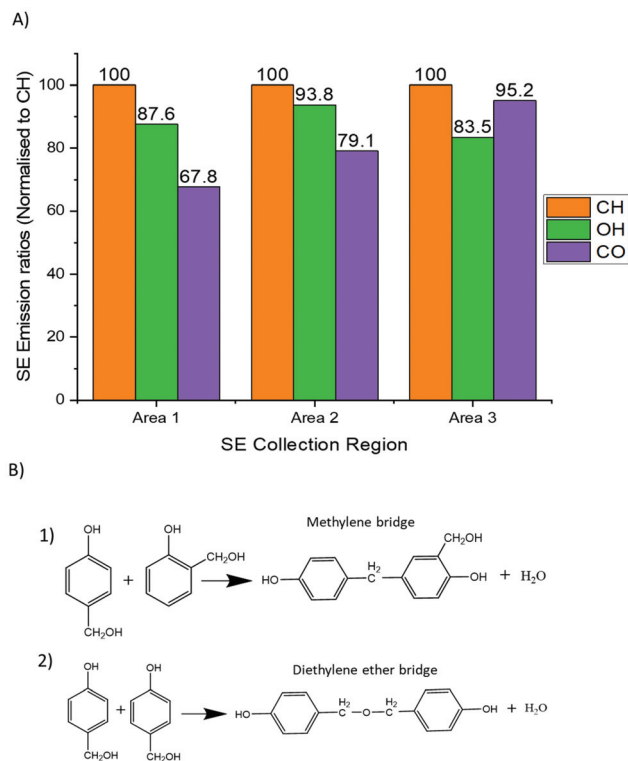 A)
SE Emission ratios (Normalised to CH)
100
80
60
40
20
0
100
87.6
67.8
100
93.8
79.1
100
83.5
95.2
CH
OH
CO
Area 1
Area 2
Area 3
SE Collection Region
B)
1)
OH
CH₂OH
+
OH
CH₂OH
Methylene bridge
HO
C
H₂
CH₂OH
OH
+ H₂O
2)
OH
CH₂OH
+
OH
CH₂OH
Diethylene ether bridge
HO
H₂
C
O
H₂
C
OH
+ H₂O